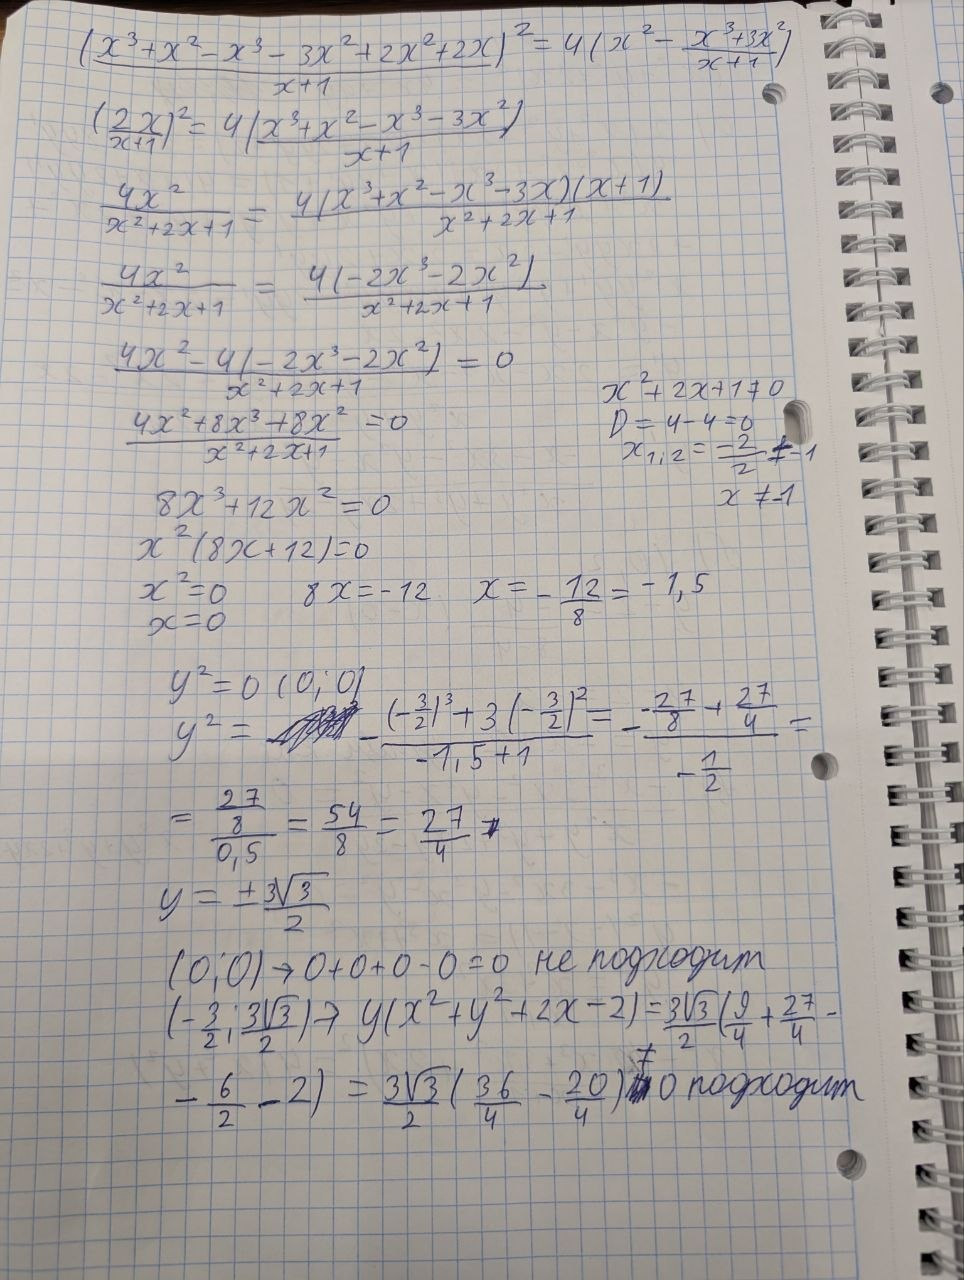 (x³+x²-x³-3x²+2x²+2x)²/(x+1) = 4(x² - (x³+3x²)/(x+1))
(2x/(x+1))² = 4(x³+x²-x³-3x²)/(x+1)
4x²/(x²+2x+1) = 4(x³+x²-x³-3x)(x+1)/(x²+2x+1)
4x²/(x²+2x+1) = 4(-2x³-2x²)/(x²+2x+1)
(4x²-4(-2x³-2x²))/(x²+2x+1) = 0
x²+2x+1≠0
(4x²+8x³+8x²)/(x²+2x+1) = 0
D = 4-4=0
x₁,₂ = -2/2 ≠ -1
x ≠ -1
8x³+12x²=0
x²(8x+12)=0
x²=0 8x=-12 x = -12/8 = -1,5
x=0
y²=0 (0;0)
y² = -((-3/2)³+3(-3/2)²)/(-1,5+1) = -(-27/8+27/4)/(-1/2) =
= (27/8)/0,5 = 54/8 = 27/4
y = ±3√3/2
(0;0)→0+0+0-0=0 не подходит
(-3/2;3√3/2)→ y(x²+y²+2x-2)=3√3/2(9/4+27/4-
-6/2-2) = 3√3/2(36/4-20/4)≠0 подходит